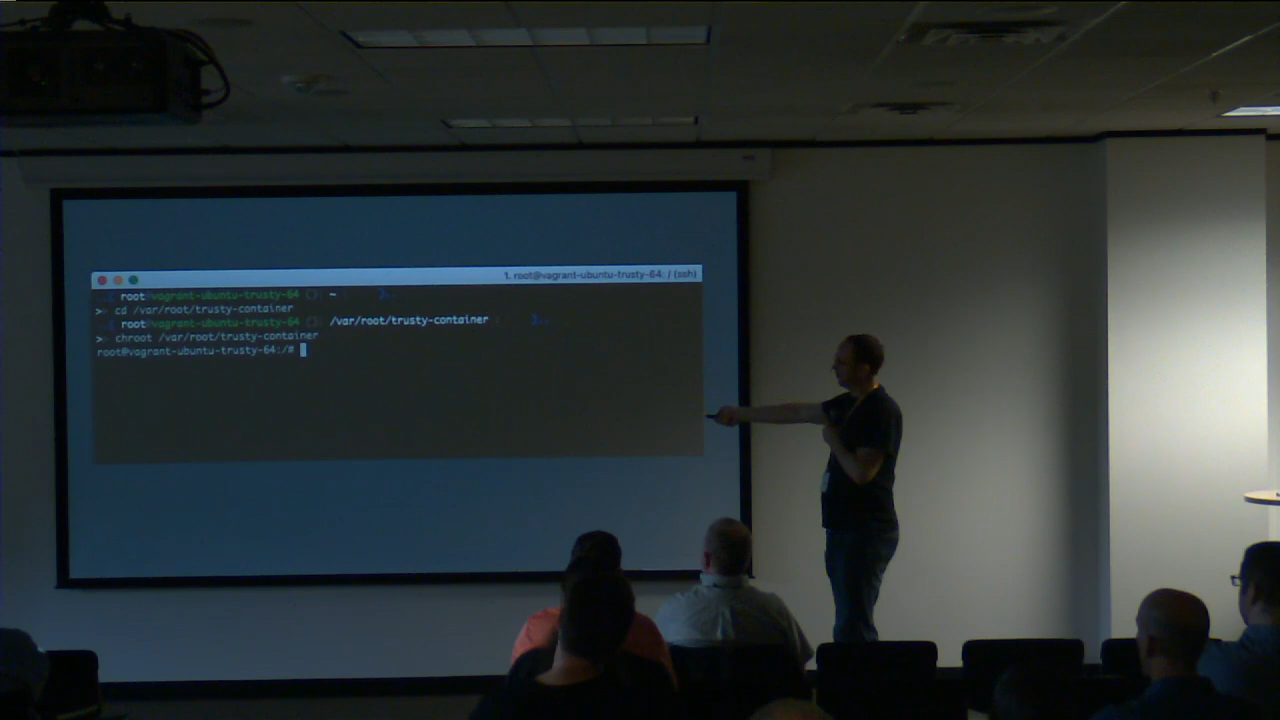 1. root@vagrant-ubuntu-trusty-64: / (ssh)
root@vagrant-ubuntu-trusty-64 ~
> cd /var/root/trusty-container
root@vagrant-ubuntu-trusty-64 /var/root/trusty-container
> chroot /var/root/trusty-container
root@vagrant-ubuntu-trusty-64:/#